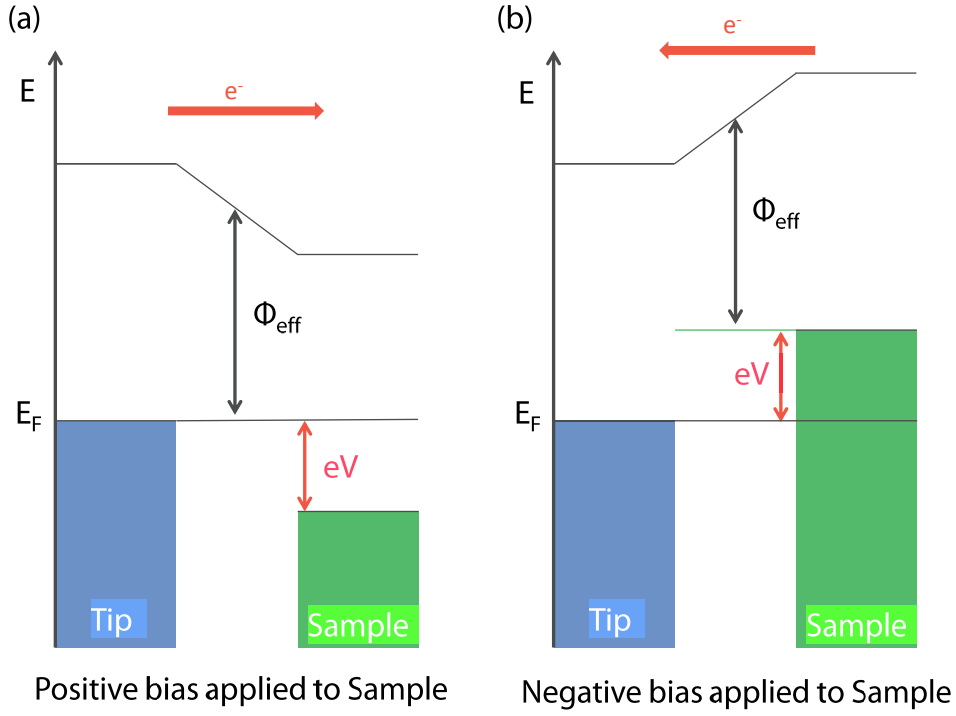 (a)
E
e-
Φeff
EF
eV
Tip
Sample
Positive bias applied to Sample
(b)
e-
E
Φeff
eV
EF
Tip
Sample
Negative bias applied to Sample